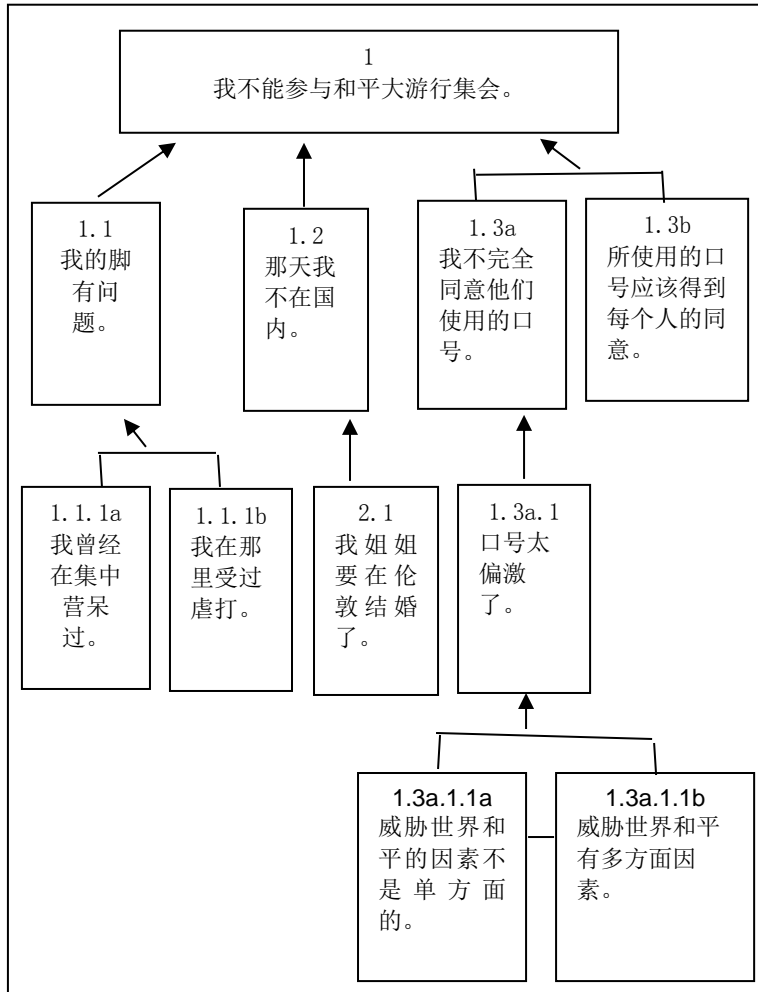 1
我不能参与和平大游行集会。
1.1
我的脚
有问
题。
1.2
那天我
不在国
内。
1.3a
我不完全
同意他们
使用的口
号。
1.3b
所使用的口
号应该得到
每个人的同
意。
1.1.1a
我曾经
在集中
营呆
过。
1.1.1b
我在那
里受过
虐打。
2.1
我姐姐
要在伦
敦结婚
了。
1.3a.1
口号太
偏激
了。
1.3a.1.1a
威胁世界和
平的因素不
是单方面
的。
1.3a.1.1b
威胁世界和平
有多方面因
素。